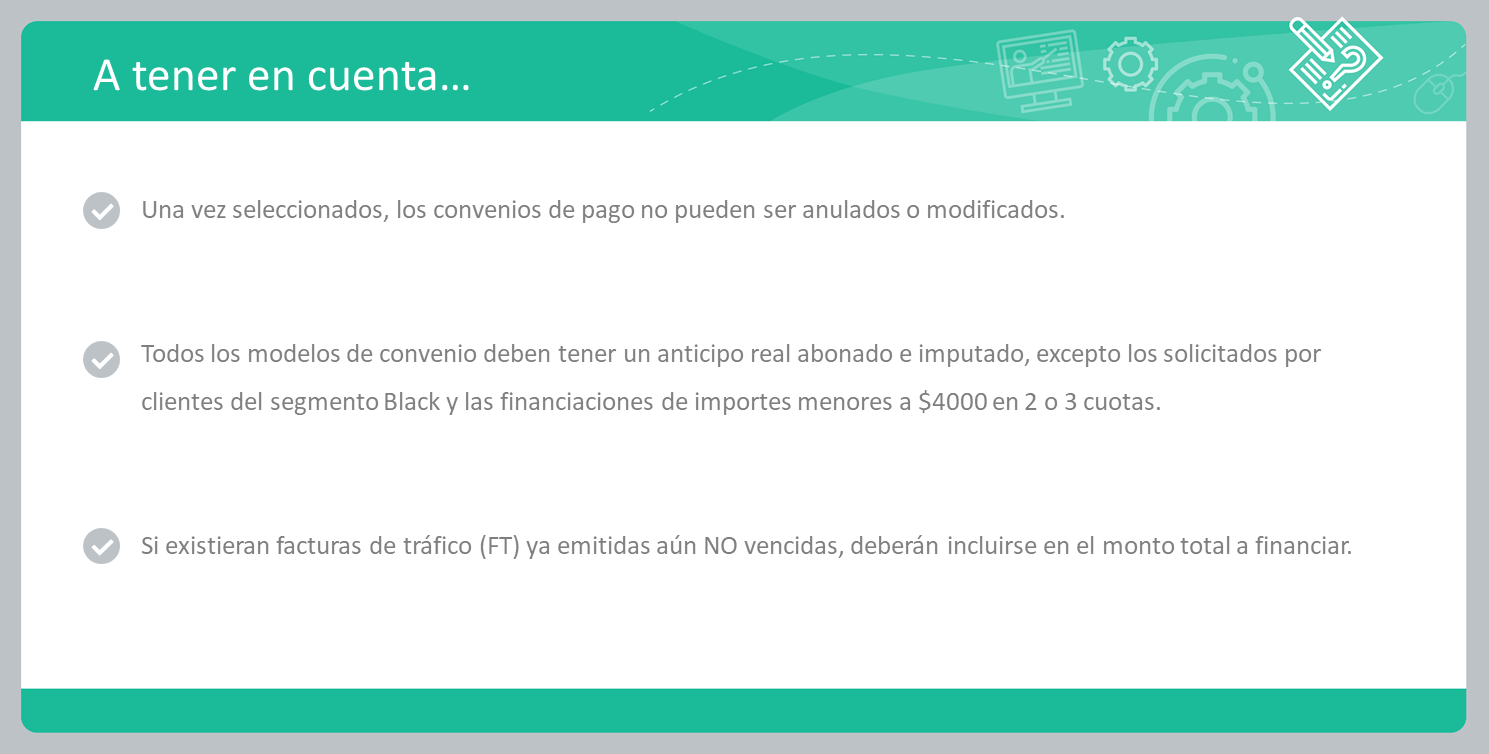 A tener en cuenta...
Una vez seleccionados, los convenios de pago no pueden ser anulados o modificados.
Todos los modelos de convenio deben tener un anticipo real abonado e imputado, excepto los solicitados por
clientes del segmento Black y las financiaciones de importes menores a $4000 en 2 o 3 cuotas.
Si existieran facturas de tráfico (FT) ya emitidas aún NO vencidas, deberán incluirse en el monto total a financiar.